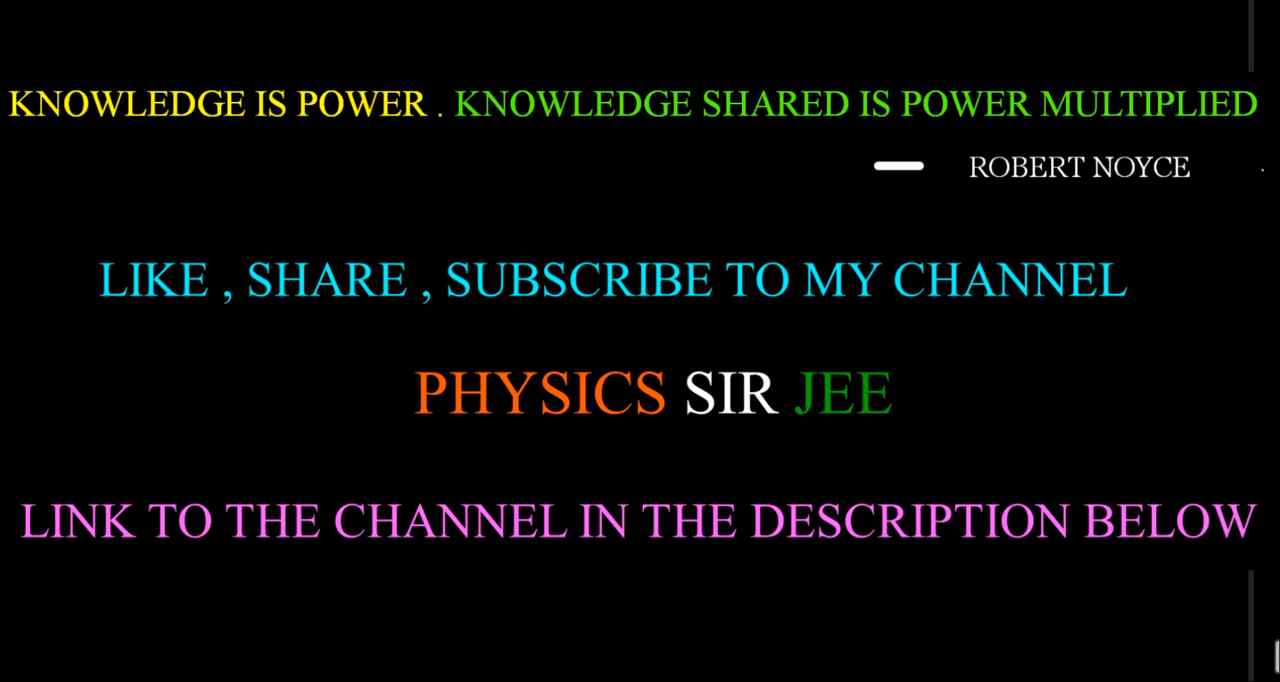 KNOWLEDGE IS POWER . KNOWLEDGE SHARED IS POWER MULTIPLIED
— ROBERT NOYCE
LIKE , SHARE , SUBSCRIBE TO MY CHANNEL
PHYSICS SIR JEE
LINK TO THE CHANNEL IN THE DESCRIPTION BELOW